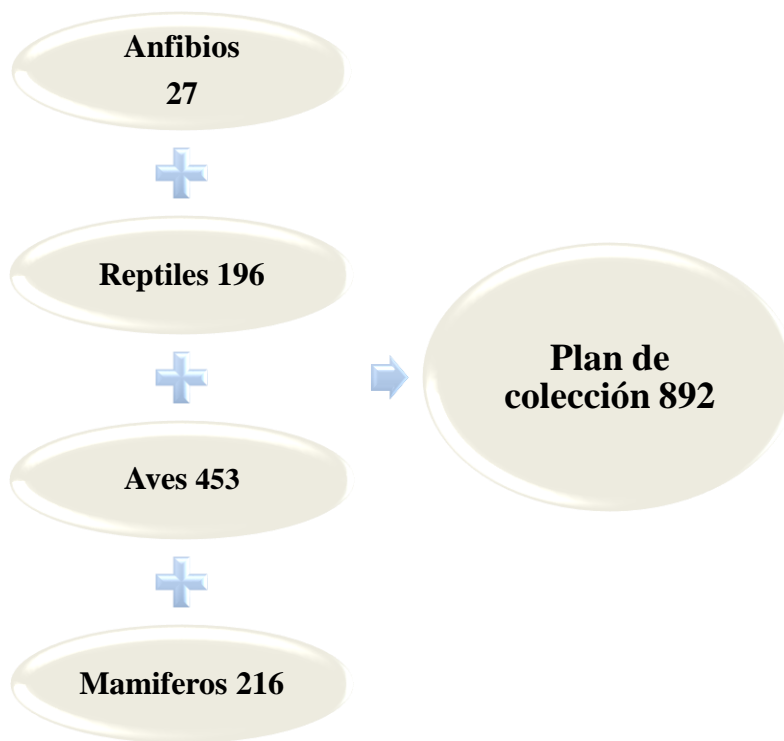 Anfibios
27
Reptiles 196
Aves 453
Mamiferos 216
Plan de
colección 892